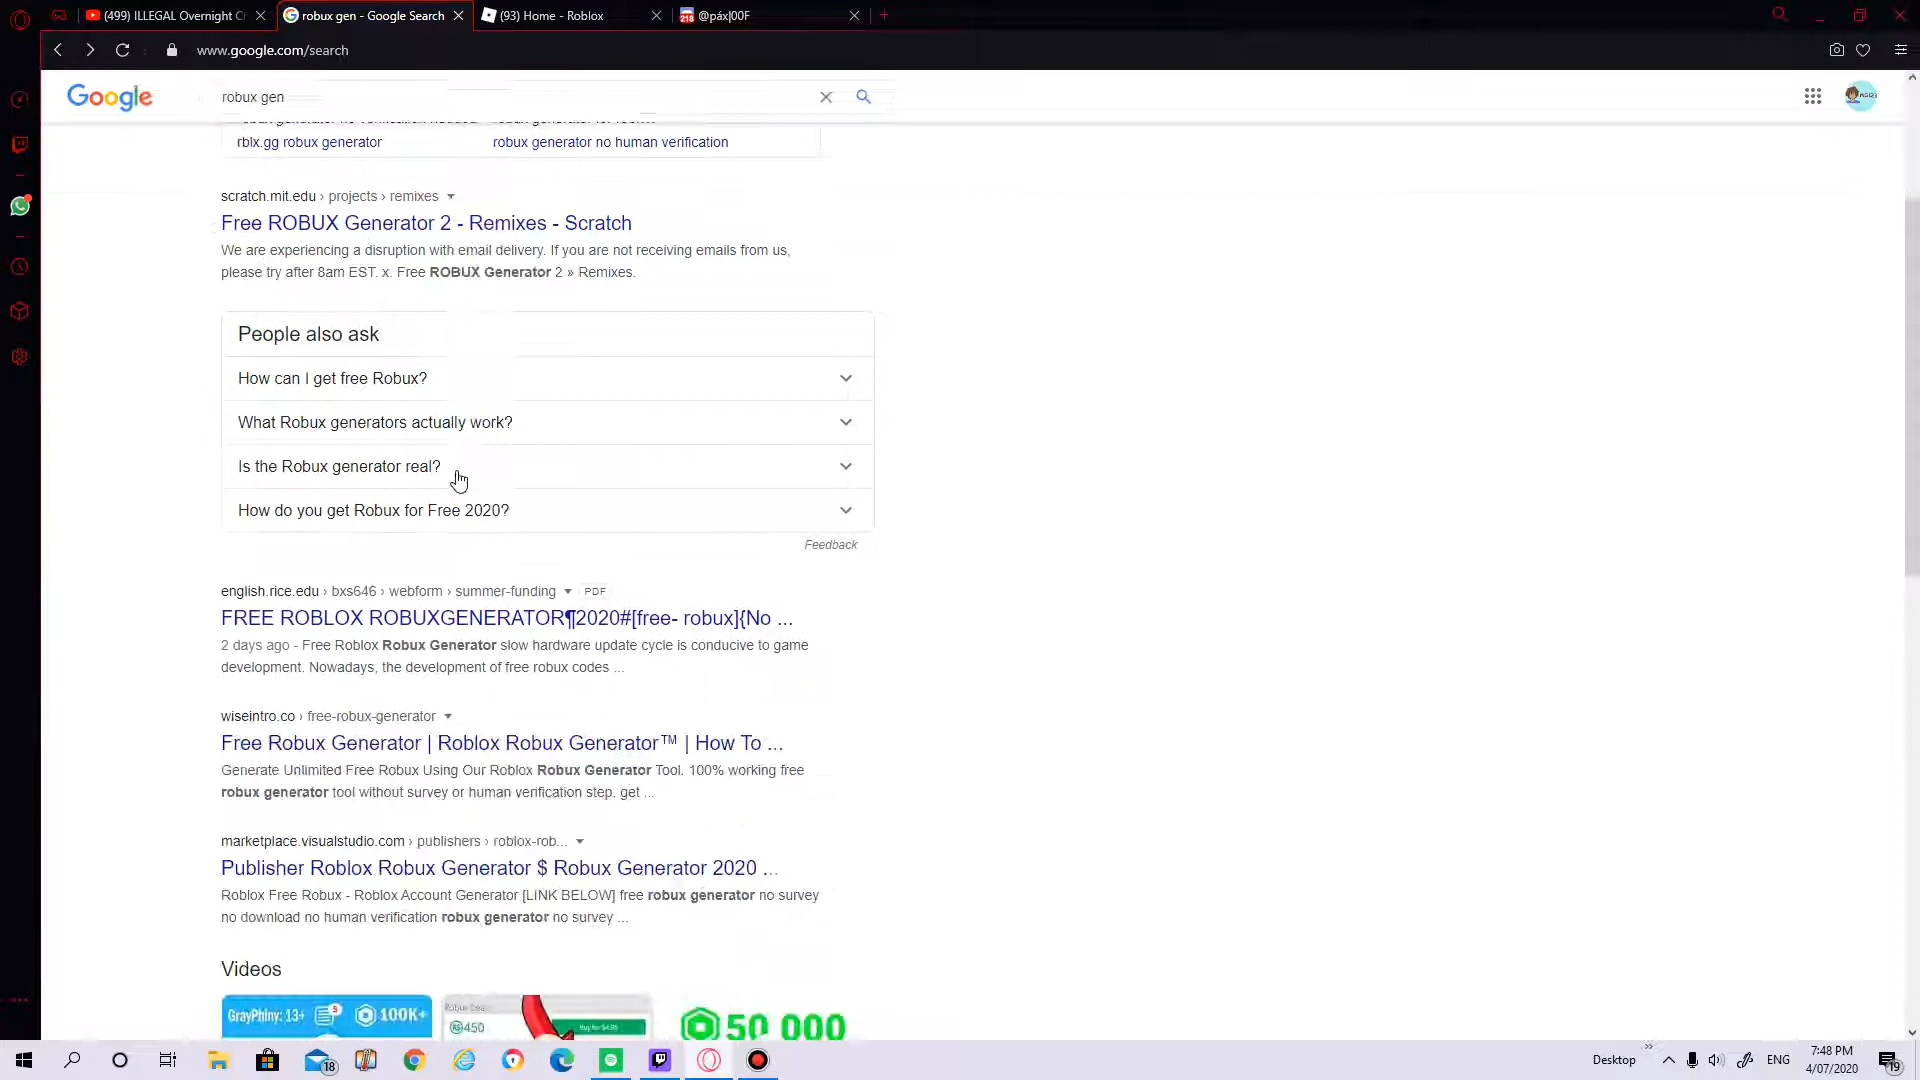 (499) ILLEGAL Overnight C
robux gen - Google Search
(93) Home - Roblox
218 @páx|00F
www.google.com/search
Google
robux gen
rblx.gg robux generator
robux generator no human verification
scratch.mit.edu › projects › remixes
Free ROBUX Generator 2 - Remixes - Scratch
We are experiencing a disruption with email delivery. If you are not receiving emails from us,
please try after 8am EST. x. Free ROBUX Generator 2 » Remixes.
People also ask
How can I get free Robux?
What Robux generators actually work?
Is the Robux generator real?
How do you get Robux for Free 2020?
Feedback
english.rice.edu › bxs646 › webform › summer-funding PDF
FREE ROBLOX ROBUXGENERATOR¶2020#[free- robux]{No ...
2 days ago - Free Roblox Robux Generator slow hardware update cycle is conducive to game
development. Nowadays, the development of free robux codes ...
wiseintro.co › free-robux-generator
Free Robux Generator | Roblox Robux Generator™ | How To ...
Generate Unlimited Free Robux Using Our Roblox Robux Generator Tool. 100% working free
robux generator tool without survey or human verification step. get ...
marketplace.visualstudio.com › publishers › roblox-rob...
Publisher Roblox Robux Generator $ Robux Generator 2020 ...
Roblox Free Robux - Roblox Account Generator [LINK BELOW] free robux generator no survey
no download no human verification robux generator no survey ...
Videos
GrayPhiny: 13+ 5 100K+
450
Buy for $4.99
50 000
18
Desktop
ENG
7:48 PM
4/07/2020
19